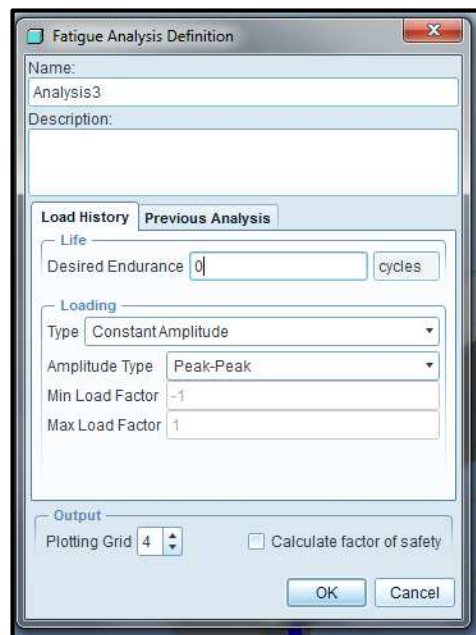 Fatigue Analysis Definition
Name:
Analysis3
Description:
Load History Previous Analysis
Life
Desired Endurance 0 cycles
Loading
Type Constant Amplitude
Amplitude Type Peak-Peak
Min Load Factor -1
Max Load Factor 1
Output
Plotting Grid 4 Calculate factor of safety
OK Cancel